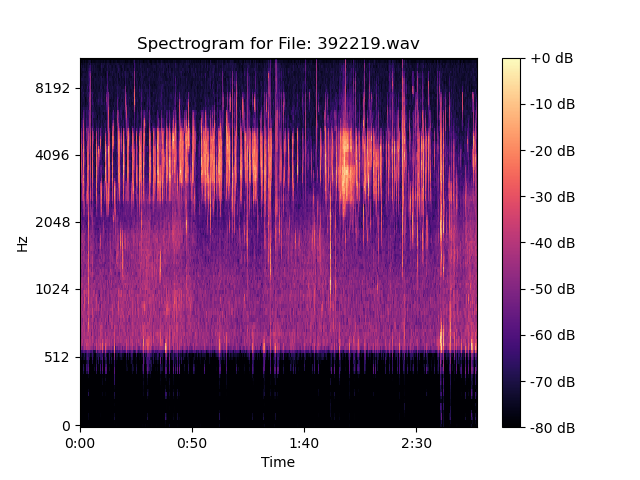 Spectrogram for File: 392219.wav
Hz
8192
4096
2048
1024
512
0
0:00 0:50 1:40 2:30
Time
+0 dB
-10 dB
-20 dB
-30 dB
-40 dB
-50 dB
-60 dB
-70 dB
-80 dB